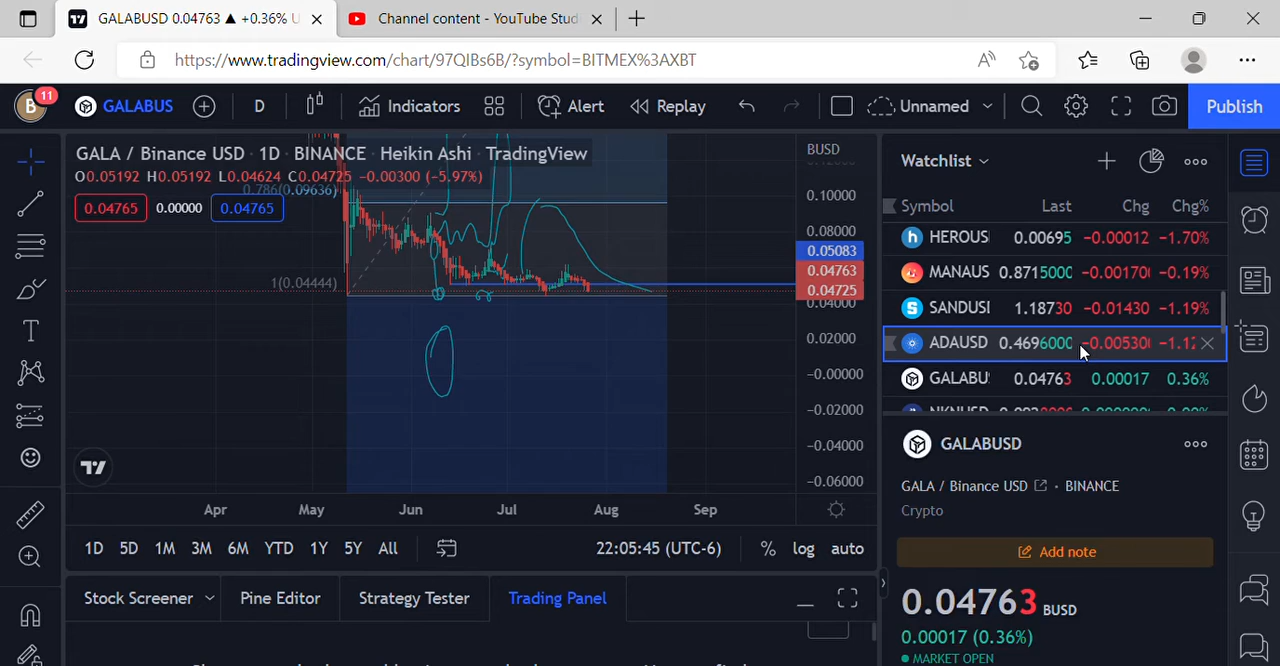 GALABUSD 0.04763 ▲ +0.36% U
Channel content - YouTube Stud
https://www.tradingview.com/chart/97QIBs6B/?symbol=BITMEX%3AXBT
B
11
GALABUS
D
Indicators
Alert
Replay
Unnamed
Publish
GALA / Binance USD · 1D · BINANCE · Heikin Ashi · TradingView
O0.05192 H0.05192 L0.04624 C0.04725 -0.00300 (-5.97%)
0.786(0.09636)
0.04765
0.00000
0.04765
1(0.04444)
BUSD
0.10000
0.08000
0.05083
0.04763
0.04725
0.04000
0.02000
-0.00000
-0.02000
-0.04000
-0.06000
Apr
May
Jun
Jul
Aug
Sep
1D 5D 1M 3M 6M YTD 1Y 5Y All
22:05:45 (UTC-6)
% log auto
Stock Screener
Pine Editor
Strategy Tester
Trading Panel
Watchlist
Symbol Last Chg Chg%
HEROUS 0.00695 -0.00012 -1.70%
MANAUS 0.8715000 -0.00170 -0.19%
SANDUSI 1.18730 -0.01430 -1.19%
ADAUSD 0.4696000 -0.00530 -1.12
GALABU 0.04763 0.00017 0.36%
GALABUSD
GALA / Binance USD · BINANCE
Crypto
Add note
0.04763 BUSD
0.00017 (0.36%)
MARKET OPEN